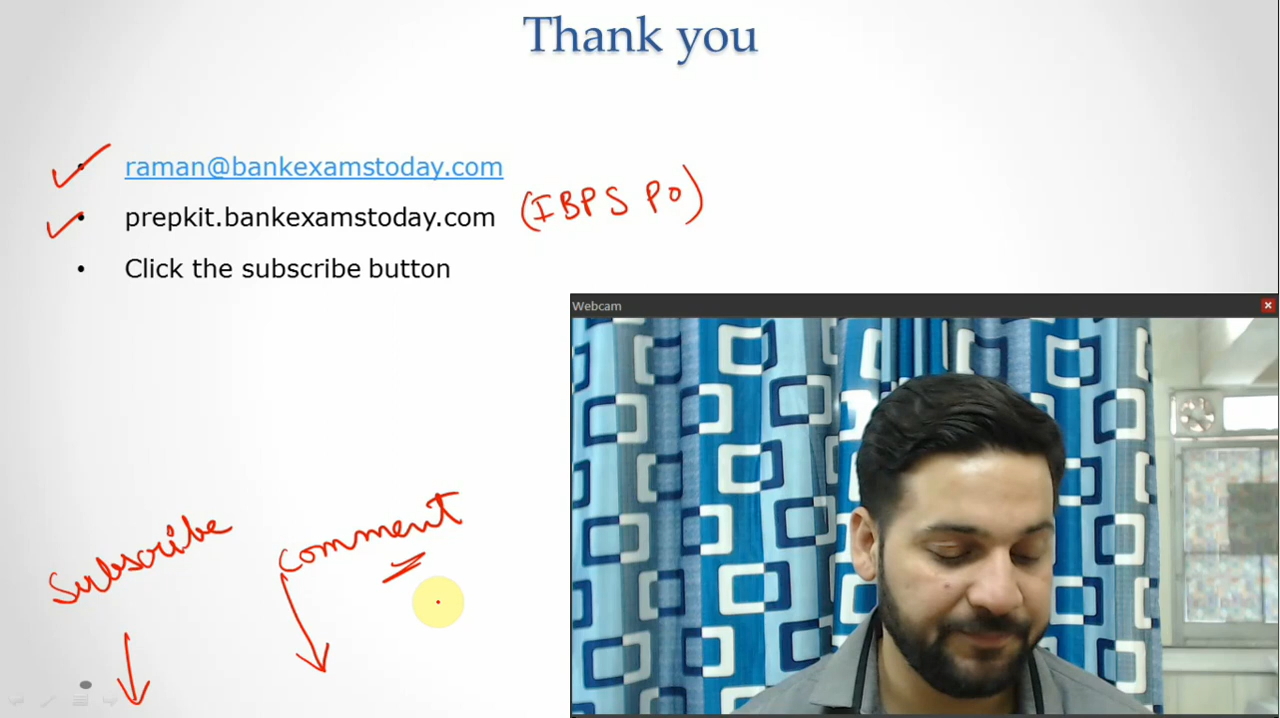 Thank you
raman@bankexamstoday.com
prepkit.bankexamstoday.com (IBPS PO)
Click the subscribe button
Webcam
Subscribe comment